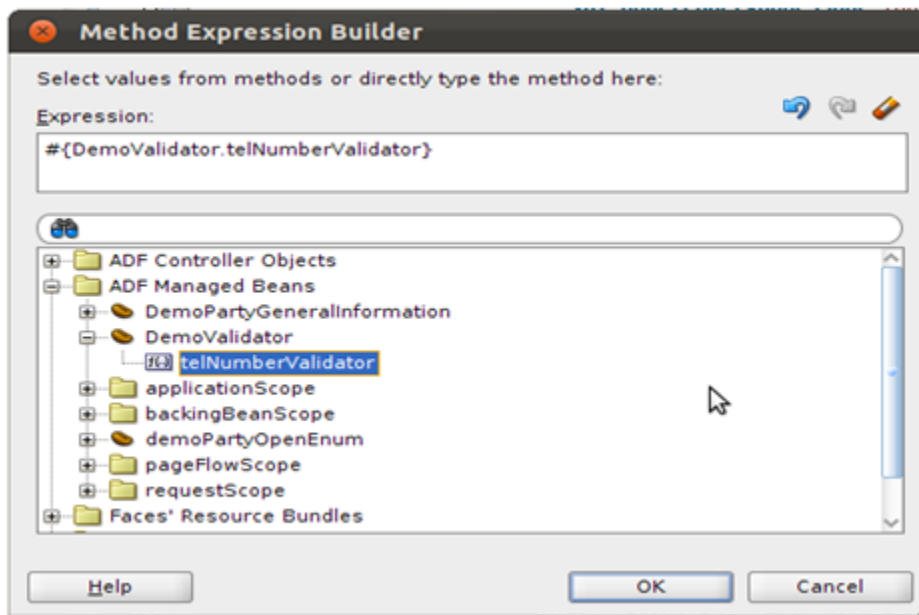 Method Expression Builder
Select values from methods or directly type the method here:
Expression:
#{DemoValidator.telNumberValidator}
ADF Controller Objects
ADF Managed Beans
DemoPartyGeneralInformation
DemoValidator
telNumberValidator
applicationScope
backingBeanScope
demoPartyOpenEnum
pageFlowScope
requestScope
Faces' Resource Bundles
Help OK Cancel